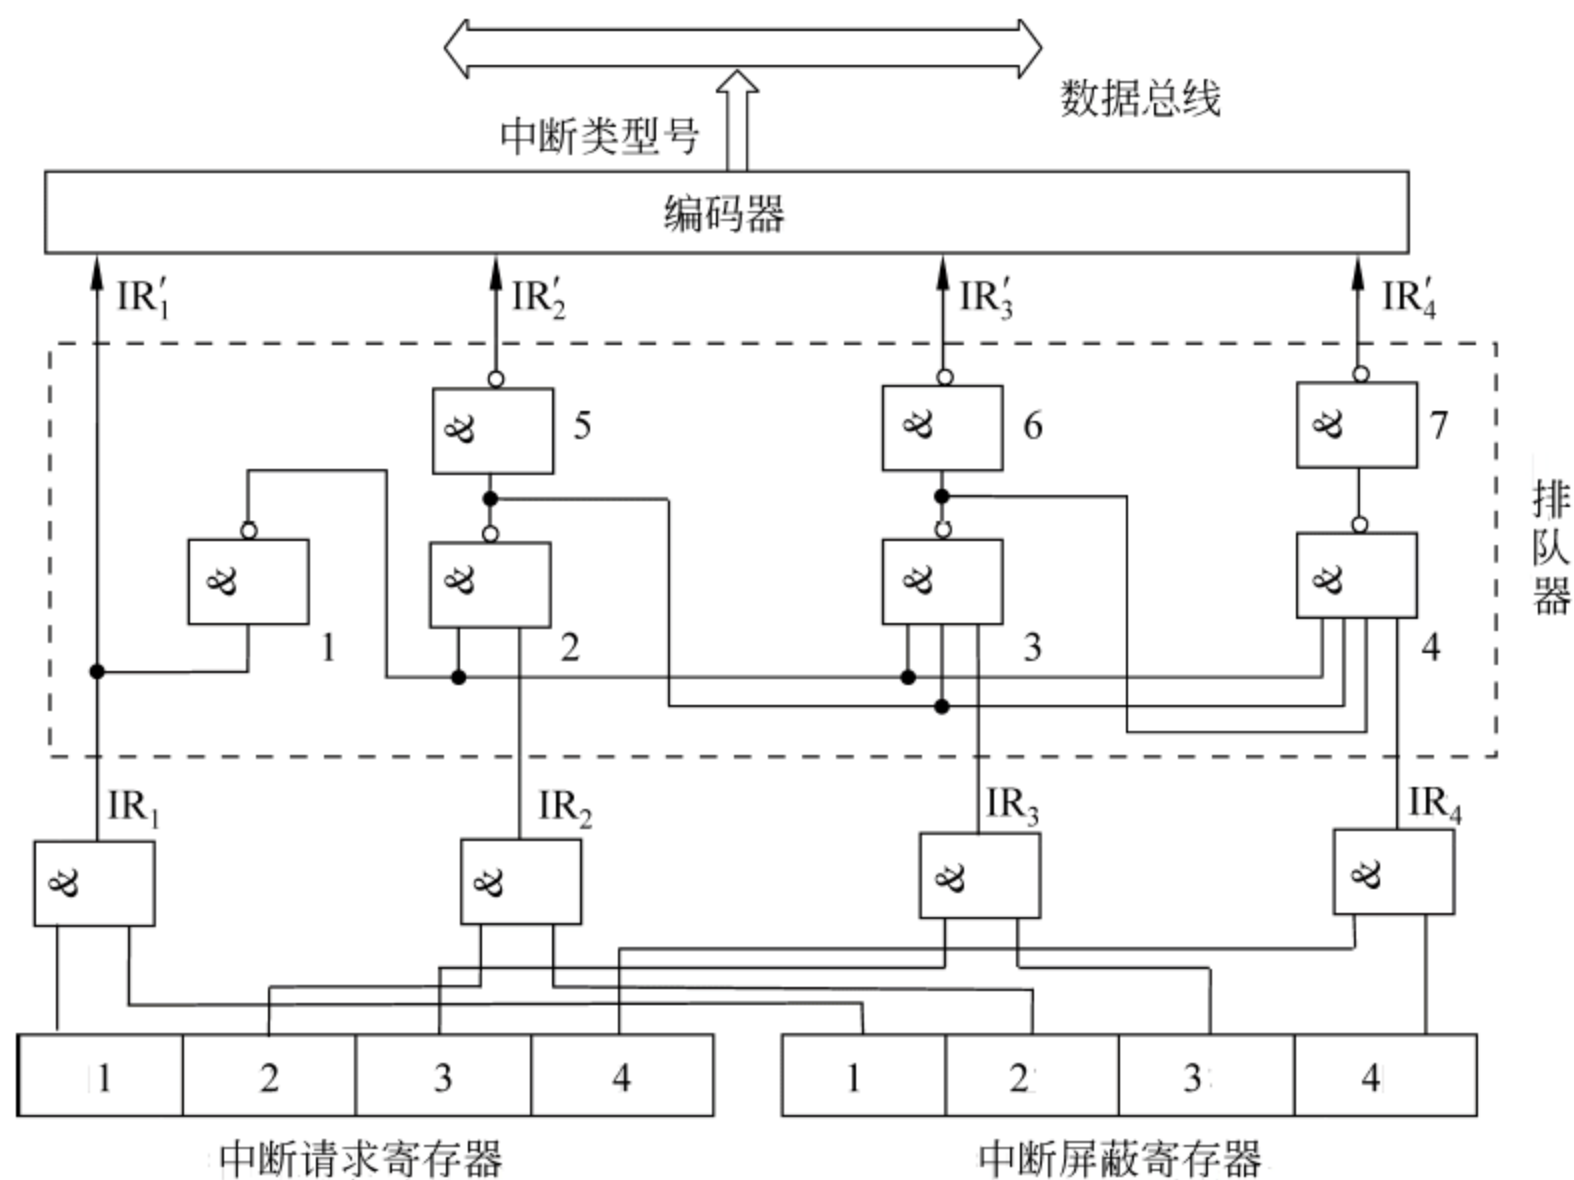 数据总线
中断类型号
编码器
IR′1
IR′2
IR′3
IR′4
& 5
& 6
& 7
& 1
& 2
& 3
& 4
排队器
IR1
IR2
IR3
IR4
&
&
&
&
1 2 3 4
1 2 3 4
中断请求寄存器
中断屏蔽寄存器